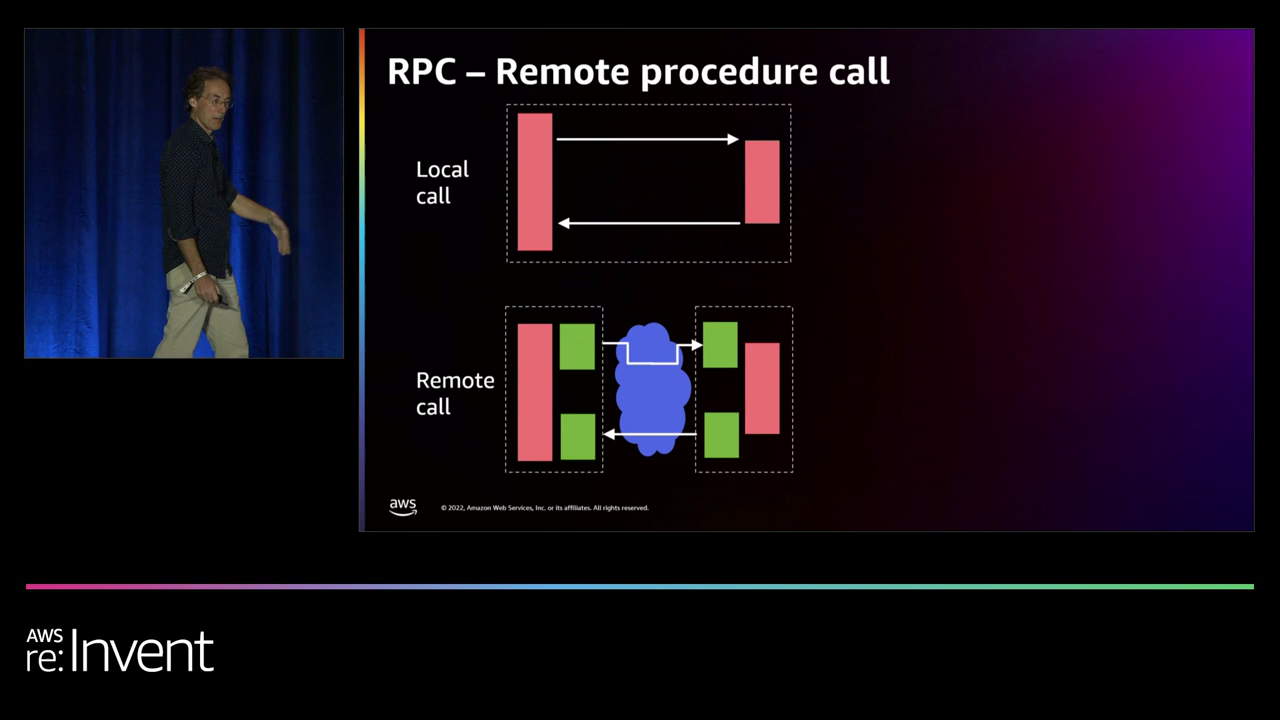 RPC – Remote procedure call
Local
call
Remote
call
aws
© 2022, Amazon Web Services, Inc. or its affiliates. All rights reserved.
AWS
re:Invent